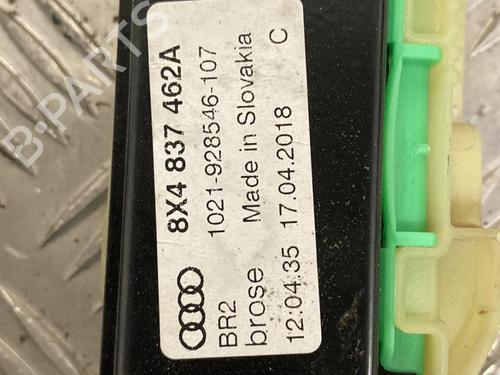 8X4 837 462A
1021-928546-107
BR2
brose Made in Slovakia
12:04:35 17.04.2018 C
B-PARTS